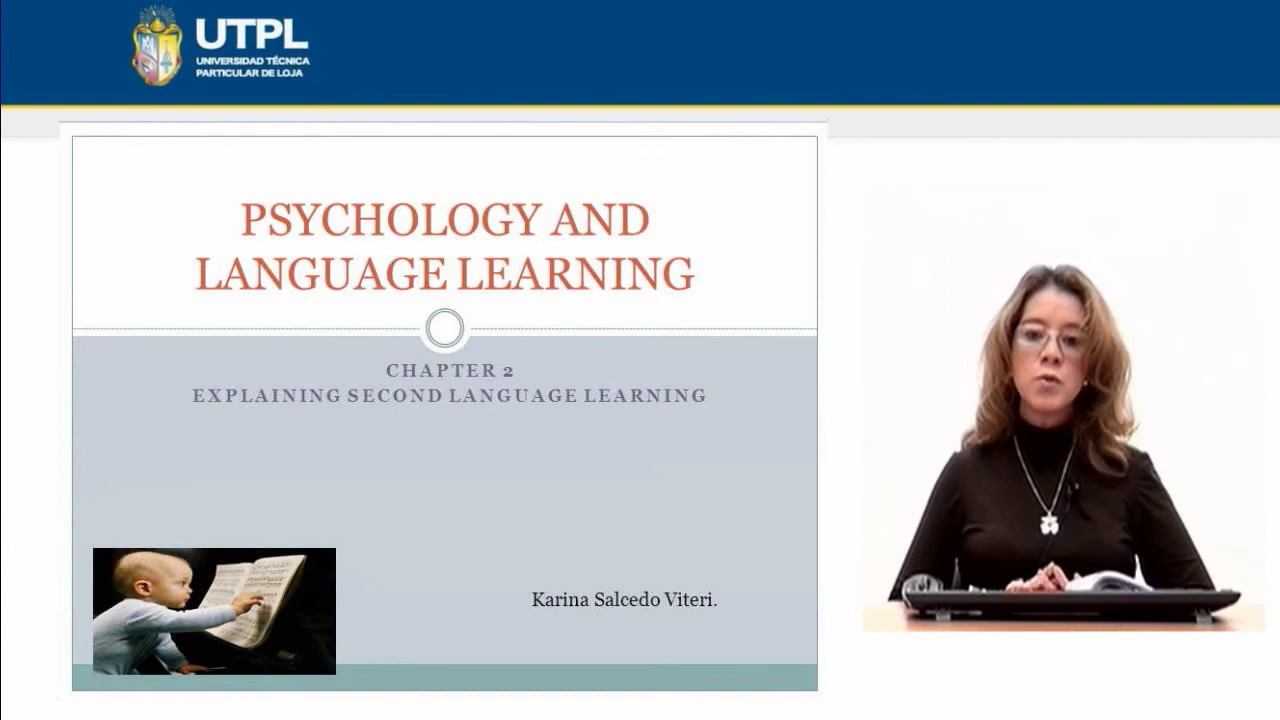 UTPL
UNIVERSIDAD TÉCNICA
PARTICULAR DE LOJA
PSYCHOLOGY AND
LANGUAGE LEARNING
CHAPTER 2
EXPLAINING SECOND LANGUAGE LEARNING
Karina Salcedo Viteri.